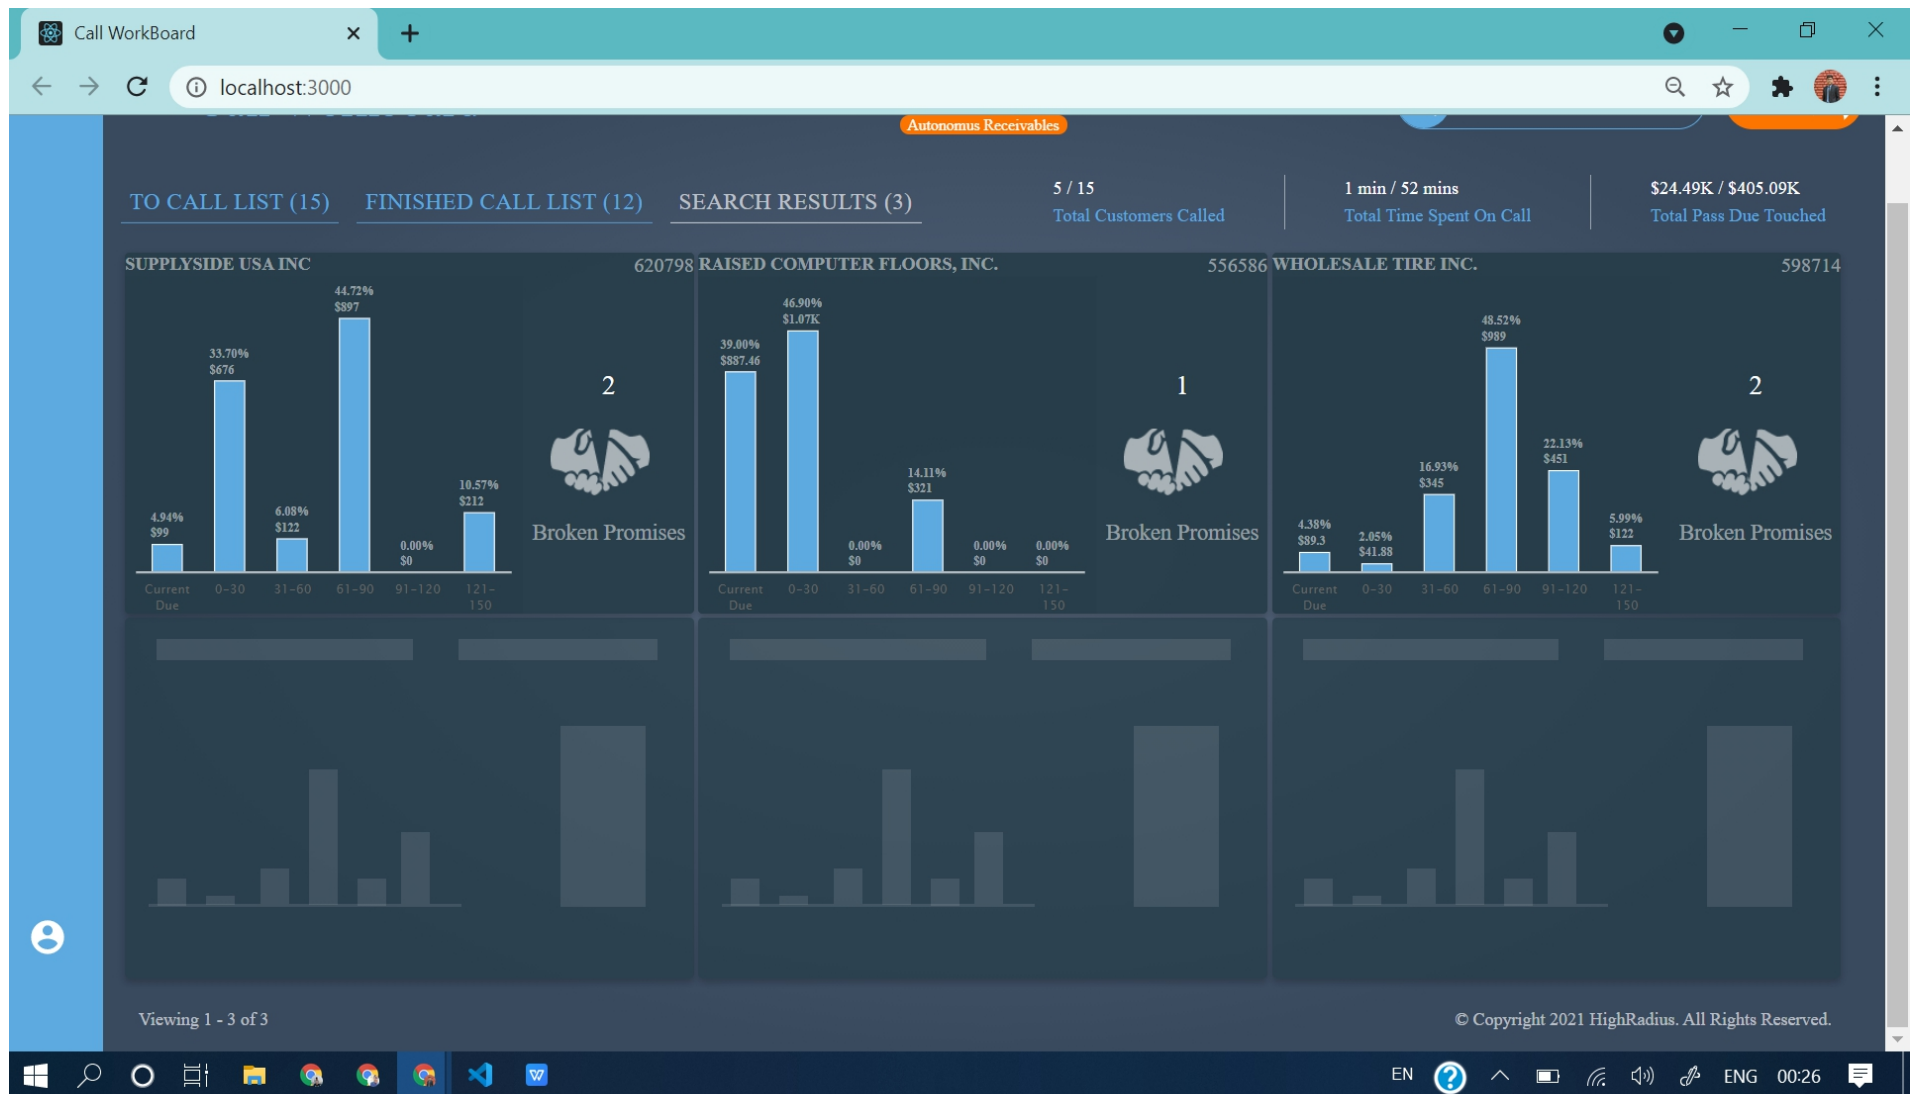 Call WorkBoard
localhost:3000
Autonomus Receivables
TO CALL LIST (15)
FINISHED CALL LIST (12)
SEARCH RESULTS (3)
5 / 15
Total Customers Called
1 min / 52 mins
Total Time Spent On Call
$24.49K / $405.09K
Total Pass Due Touched
SUPPLYSIDE USA INC
620798
44.72%
$897
33.70%
$676
10.57%
$212
4.94%
$99
6.08%
$122
0.00%
$0
Current
Due
0-30
31-60
61-90
91-120
121-
150
2
Broken Promises
RAISED COMPUTER FLOORS, INC.
556586
39.00%
$887.46
46.90%
$1.07K
0.00%
$0
14.11%
$321
0.00%
$0
0.00%
$0
Current
Due
0-30
31-60
61-90
91-120
121-
150
1
Broken Promises
WHOLESALE TIRE INC.
598714
4.38%
$89.3
2.05%
$41.88
16.93%
$345
48.52%
$989
22.13%
$451
5.99%
$122
Current
Due
0-30
31-60
61-90
91-120
121-
150
2
Broken Promises
Viewing 1 - 3 of 3
© Copyright 2021 HighRadius. All Rights Reserved.
EN
ENG
00:26